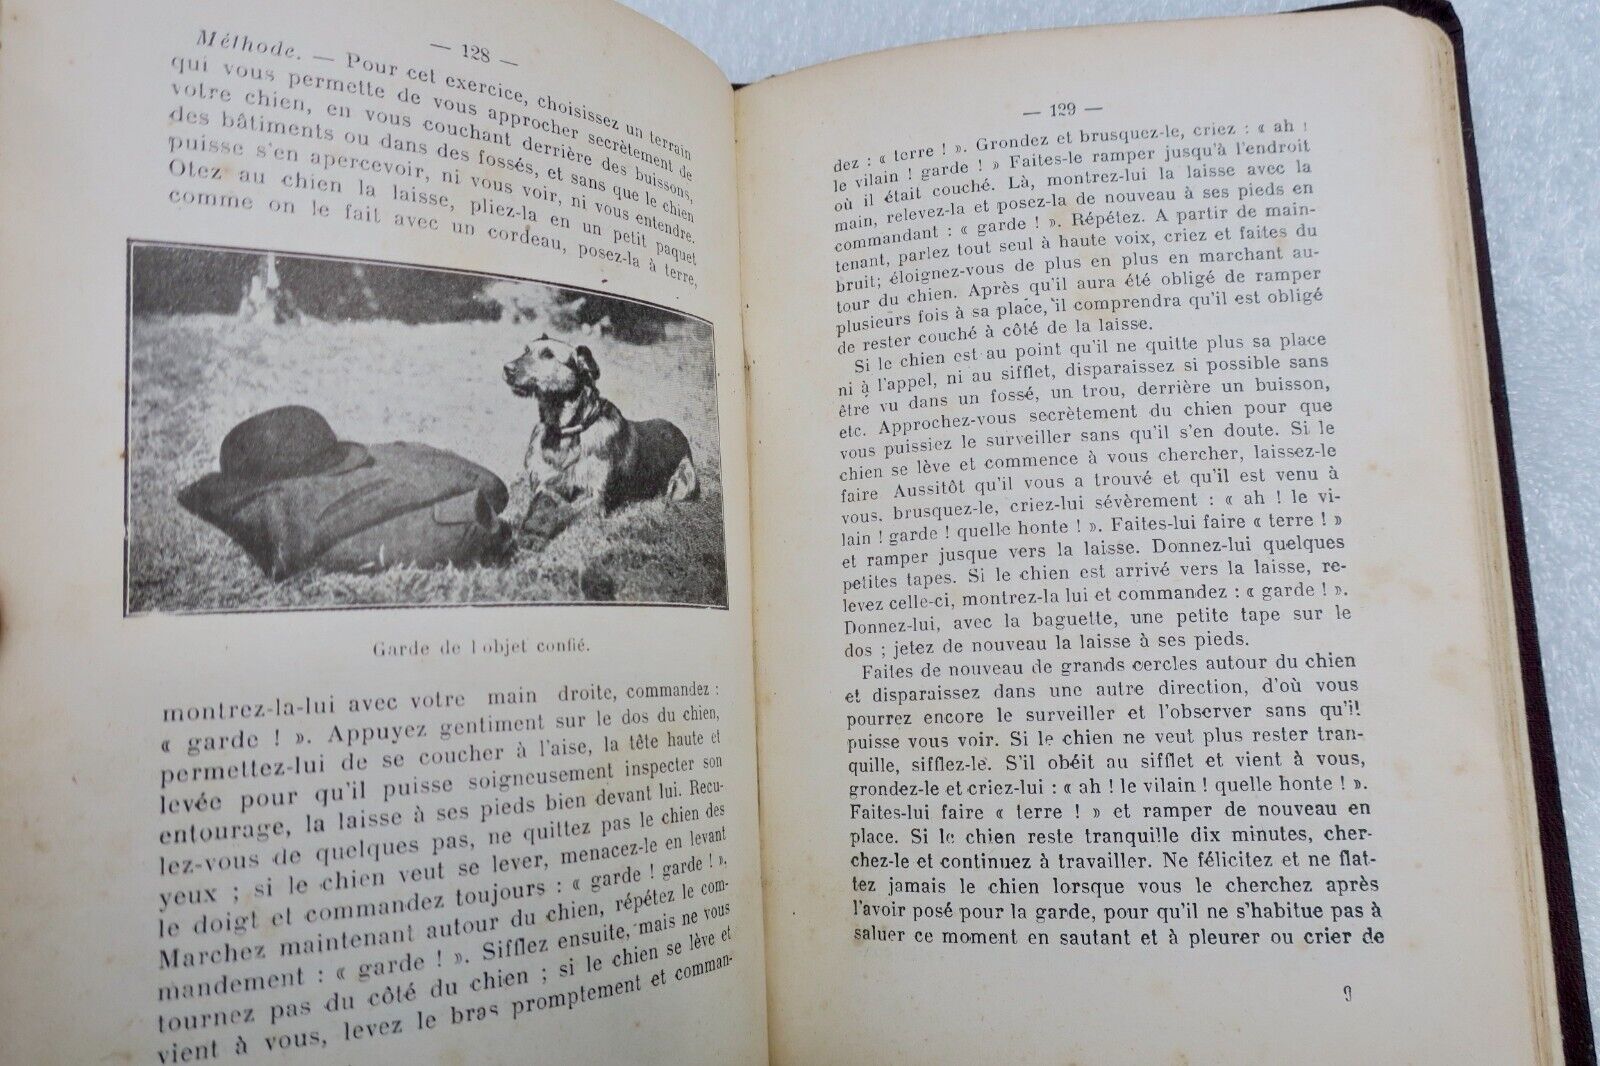 — 128 —
Méthode. — Pour cet exercice, choisissez un terrain
qui vous permette de vous approcher secrètement de
votre chien, en vous couchant derrière des buissons,
des bâtiments ou dans des fossés, et sans que le chien
puisse s'en apercevoir, ni vous voir, ni vous entendre.
Otez au chien la laisse, pliez-la en un petit paquet
comme on le fait avec un cordeau, posez-la à terre,
Garde de l'objet confié.
montrez-la-lui avec votre main droite, commandez :
« garde ! ». Appuyez gentiment sur le dos du chien,
permettez-lui de se coucher à l'aise, la tête haute et
levée pour qu'il puisse soigneusement inspecter son
entourage, la laisse à ses pieds bien devant lui. Recu-
lez-vous de quelques pas, ne quittez pas le chien des
yeux ; si le chien veut se lever, menacez-le en levant
le doigt et commandez toujours : « garde ! garde ! ».
Marchez maintenant autour du chien, répétez le com-
mandement : « garde ! ». Sifflez ensuite, mais ne vous
tournez pas du côté du chien ; si le chien se lève et
vient à vous, levez le bras promptement et comman-
— 129 —
dez : « terre ! ». Grondez et brusquez-le, criez : « ah !
le vilain ! garde ! » Faites-le ramper jusqu'à l'endroit
où il était couché. Là, montrez-lui la laisse avec la
main, relevez-la et posez-la de nouveau à ses pieds en
commandant : « garde ! ». Répétez. A partir de main-
tenant, parlez tout seul à haute voix, criez et faites du
bruit; éloignez-vous de plus en plus en marchant au-
tour du chien. Après qu'il aura été obligé de ramper
plusieurs fois à sa place, il comprendra qu'il est obligé
de rester couché à côté de la laisse.
Si le chien est au point qu'il ne quitte plus sa place
ni à l'appel, ni au sifflet, disparaissez si possible sans
être vu dans un fossé, un trou, derrière un buisson,
etc. Approchez-vous secrètement du chien pour que
vous puissiez le surveiller sans qu'il s'en doute. Si le
chien se lève et commence à vous chercher, laissez-le
faire Aussitôt qu'il vous a trouvé et qu'il est venu à
vous, brusquez-le, criez-lui sévèrement : « ah ! le vi-
lain ! garde ! quelle honte ! ». Faites-lui faire « terre ! »
et ramper jusque vers la laisse. Donnez-lui quelques
petites tapes. Si le chien est arrivé vers la laisse, re-
levez celle-ci, montrez-la lui et commandez : « garde ! ».
Donnez-lui, avec la baguette, une petite tape sur le
dos ; jetez de nouveau la laisse à ses pieds.
Faites de nouveau de grands cercles autour du chien
et disparaissez dans une autre direction, d'où vous
pourrez encore le surveiller et l'observer sans qu'il
puisse vous voir. Si le chien ne veut plus rester tran-
quille, sifflez-le. S'il obéit au sifflet et vient à vous,
grondez-le et criez-lui : « ah ! le vilain ! quelle honte ! ».
Faites-lui faire « terre ! » et ramper de nouveau en
place. Si le chien reste tranquille dix minutes, cher-
chez-le et continuez à travailler. Ne félicitez et ne flat-
tez jamais le chien lorsque vous le cherchez après
l'avoir posé pour la garde, pour qu'il ne s'habitue pas à
saluer ce moment en sautant et à pleurer ou crier de
9